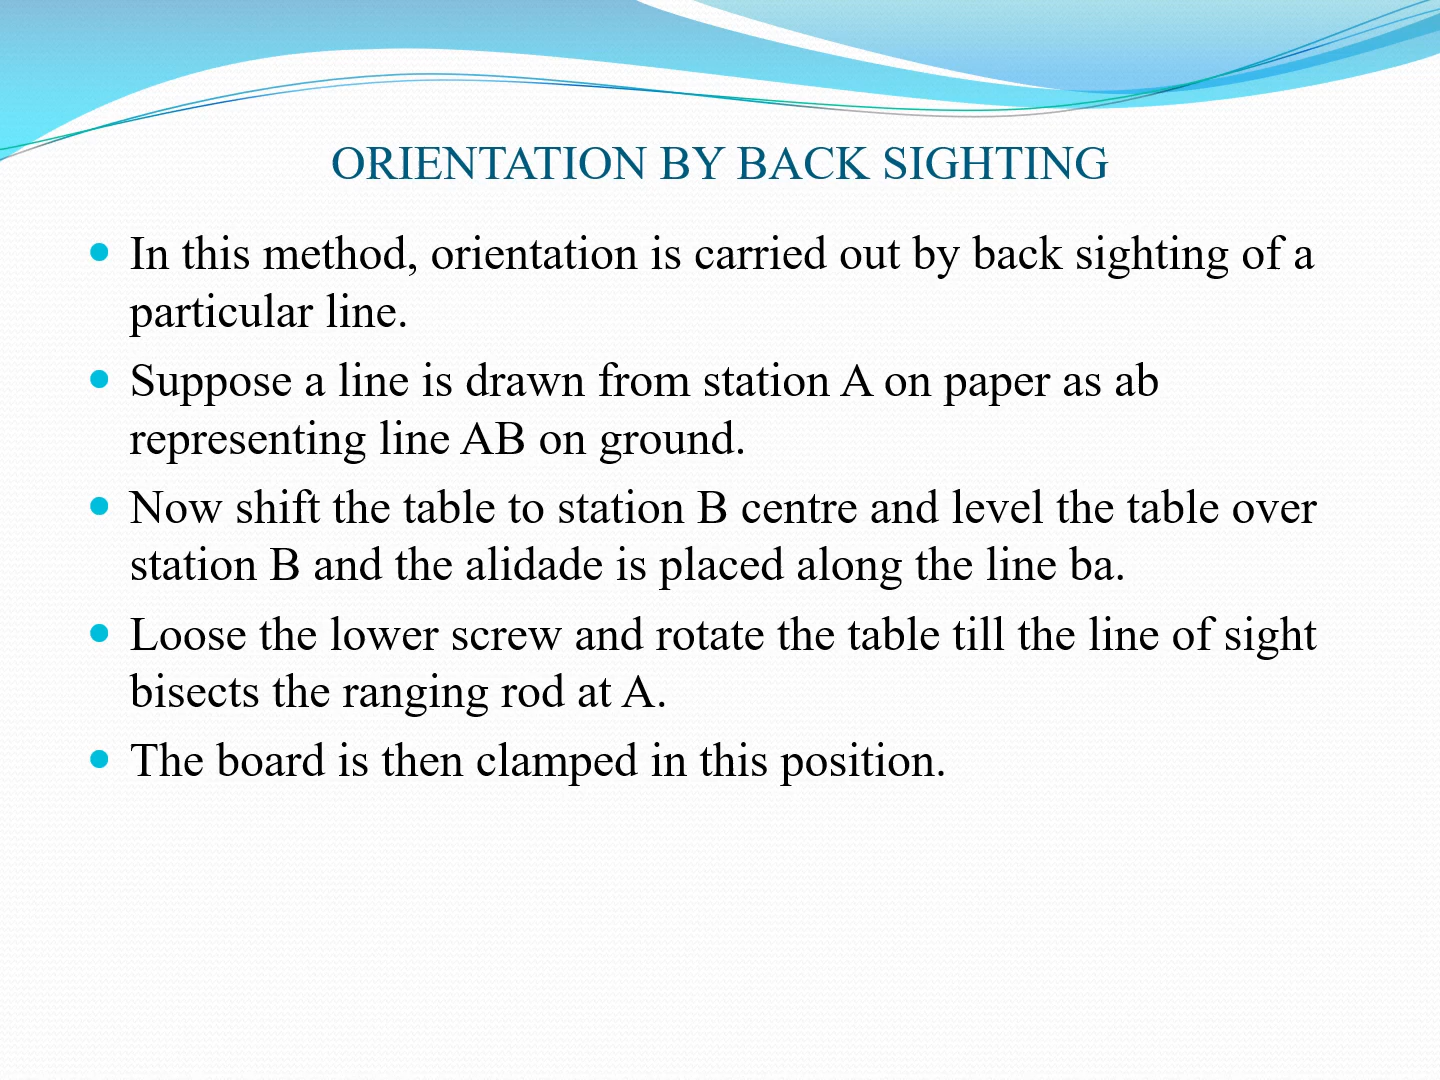 ORIENTATION BY BACK SIGHTING
• In this method, orientation is carried out by back sighting of a
particular line.
• Suppose a line is drawn from station A on paper as ab
representing line AB on ground.
• Now shift the table to station B centre and level the table over
station B and the alidade is placed along the line ba.
• Loose the lower screw and rotate the table till the line of sight
bisects the ranging rod at A.
• The board is then clamped in this position.